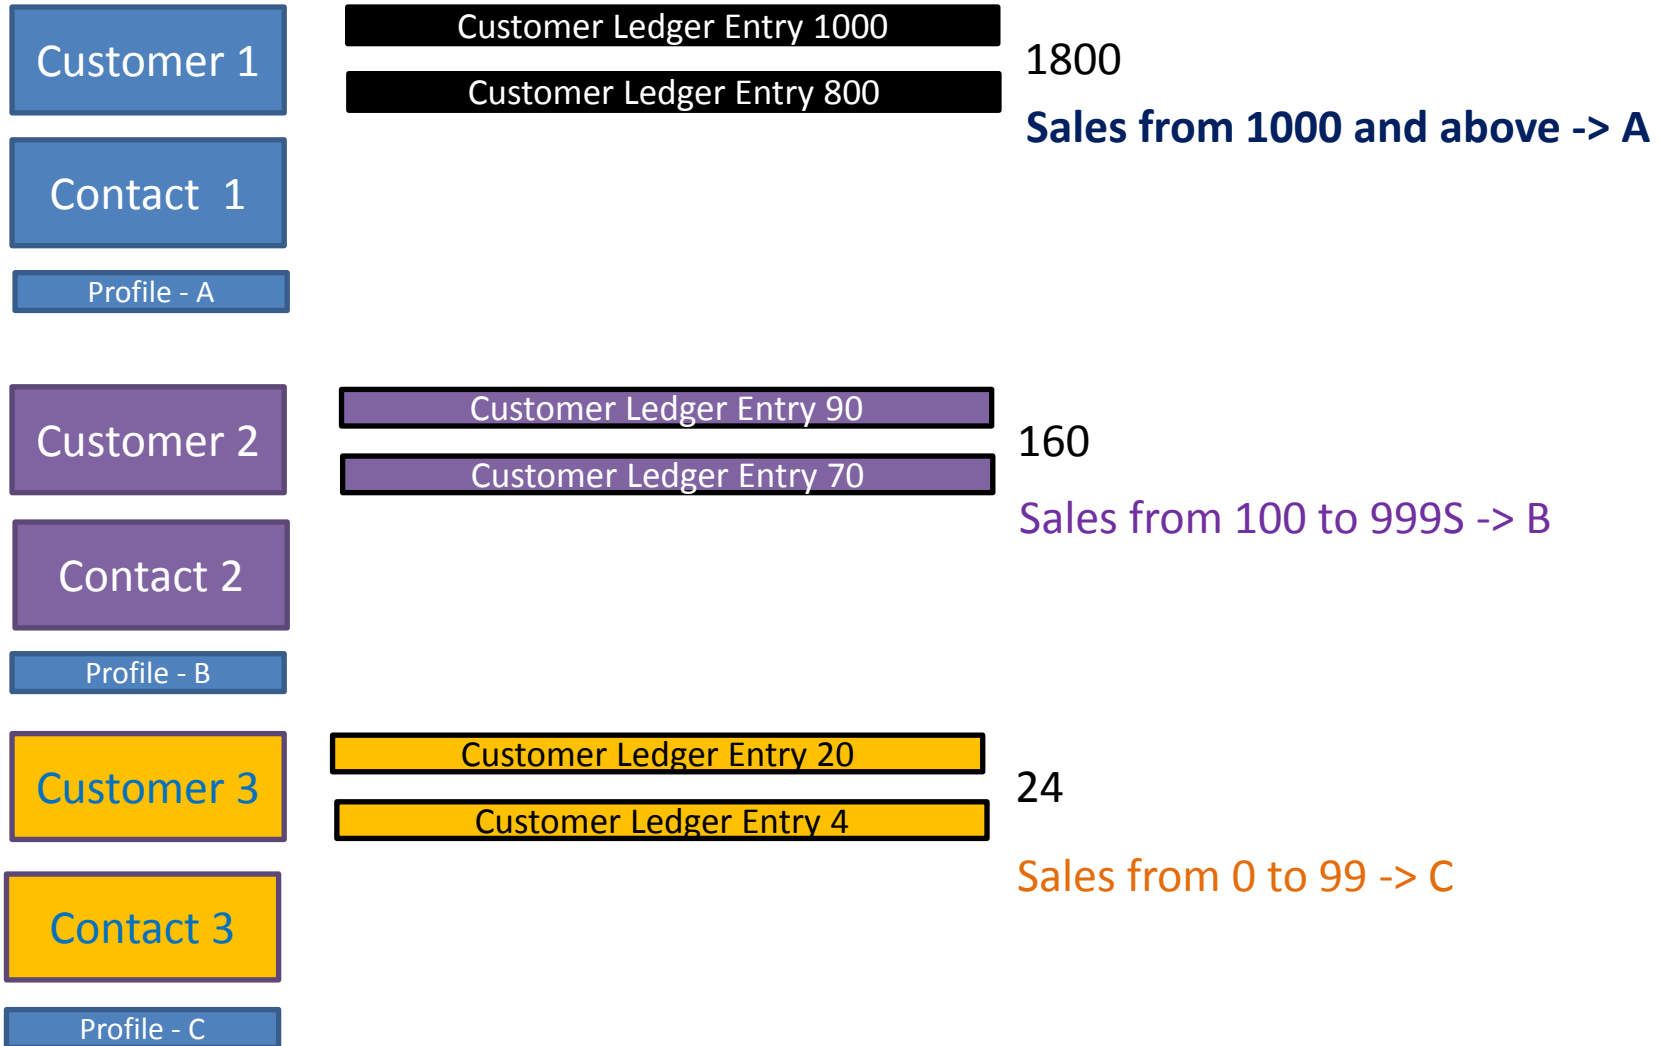 Customer 1
Customer Ledger Entry 1000
Customer Ledger Entry 800
1800
Sales from 1000 and above -> A
Contact  1
Profile - A
Customer 2
Customer Ledger Entry 90
Customer Ledger Entry 70
160
Sales from 100 to 999S -> B
Contact 2
Profile - B
Customer 3
Customer Ledger Entry 20
Customer Ledger Entry 4
24
Sales from 0 to 99 -> C
Contact 3
Profile - C